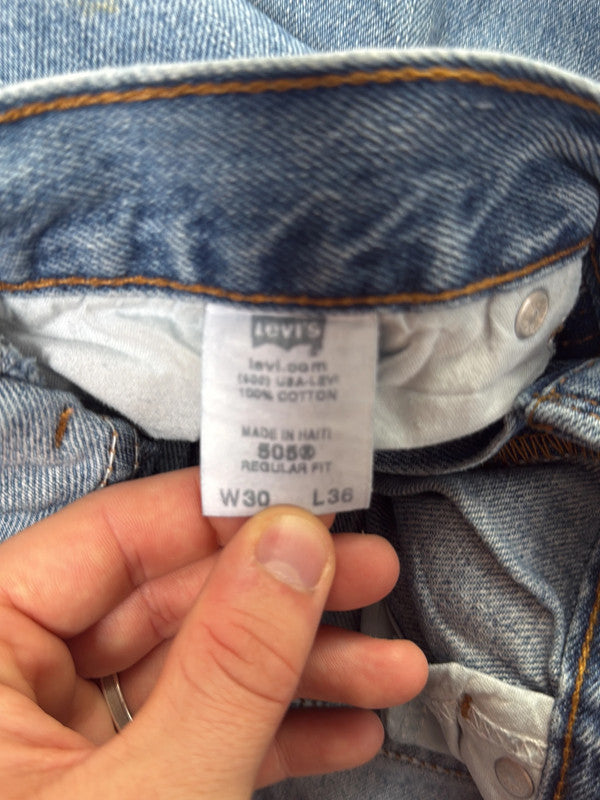 Levi's
levi.com
(800) USA-LEVI
100% COTTON
MADE IN HAITI
505®
REGULAR FIT
W30 L36